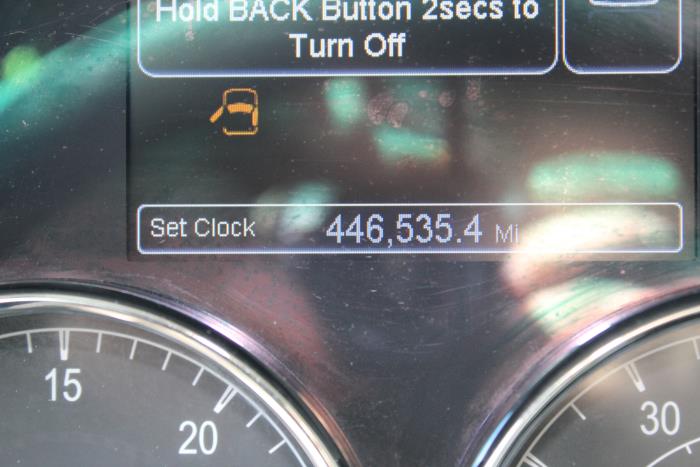 Hold BACK Button 2secs to
Turn Off
Set Clock 446,535.4 Mi
15
20
30